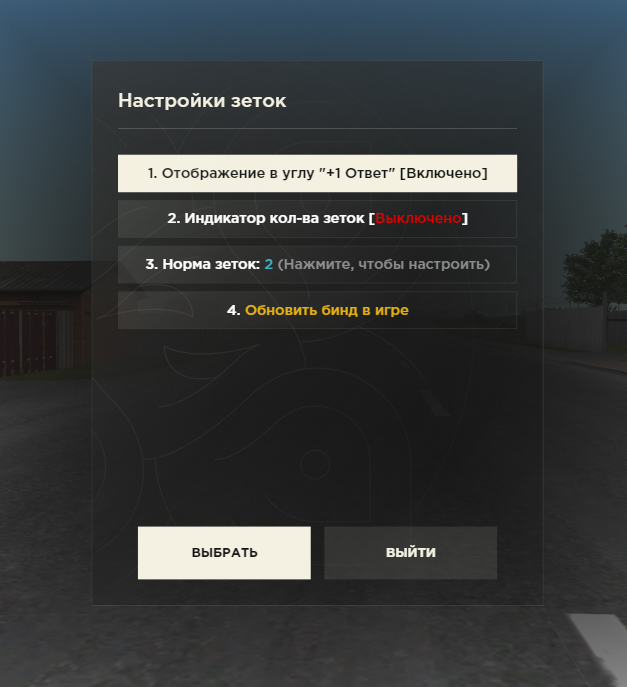 Настройки зеток
1. Отображение в углу "+1 Ответ" [Включено]
2. Индикатор кол-ва зеток [Выключено]
3. Норма зеток: 2 (Нажмите, чтобы настроить)
4. Обновить бинд в игре
ВЫБРАТЬ
ВЫЙТИ